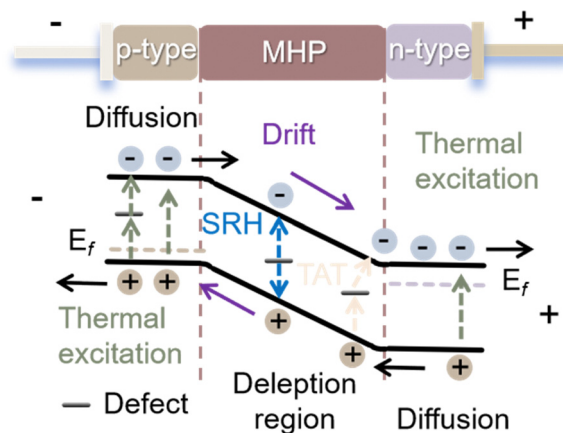 - +
p-type MHP n-type
Diffusion
Drift
Thermal
excitation
- - - -
- SRH - - -
E_f TAT E_f
+ + +
Thermal + + +
excitation
Defect
Deleption
region
Diffusion